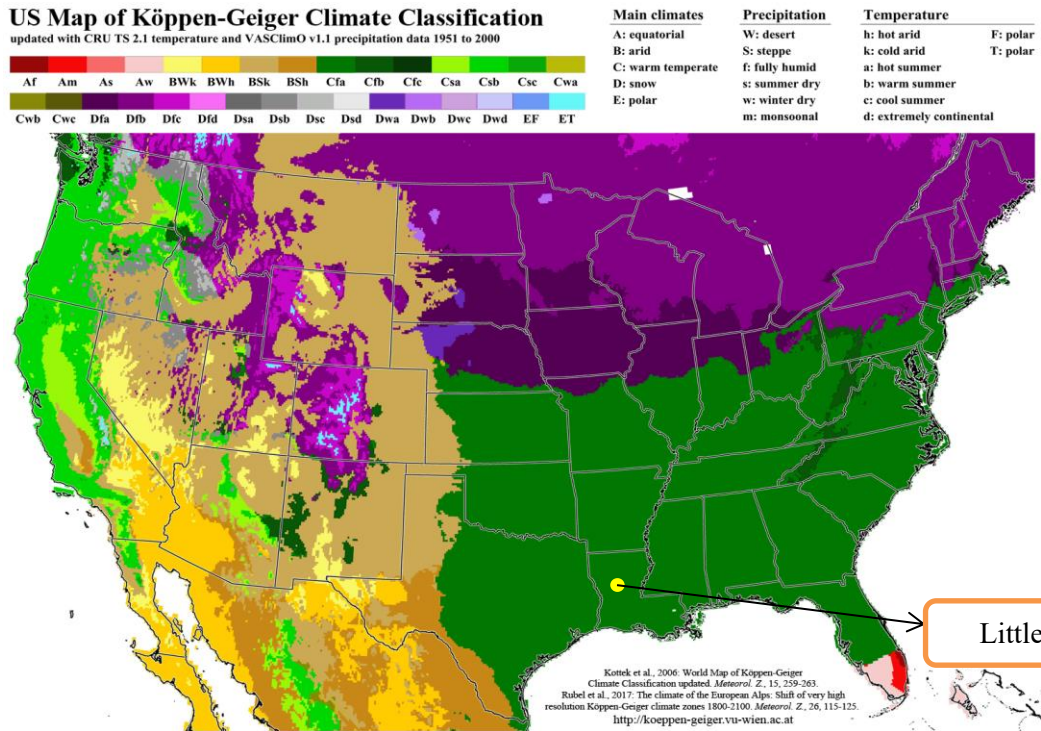 US Map of Köppen-Geiger Climate Classification
updated with CRU TS 2.1 temperature and VASClimO v1.1 precipitation data 1951 to 2000
Af Am As Aw BWk BWh BSk BSh Cfa Cfb Cfc Csa Csb Csc Cwa
Cwb Cwc Dfa Dfb Dfc Dfd Dsa Dsb Dsc Dsd Dwa Dwb Dwc Dwd EF ET
Main climates
A: equatorial
B: arid
C: warm temperate
D: snow
E: polar
Precipitation
W: desert
S: steppe
f: fully humid
s: summer dry
w: winter dry
m: monsoonal
Temperature
h: hot arid
k: cold arid
a: hot summer
b: warm summer
c: cool summer
d: extremely continental
F: polar
T: polar
Little
Kottek et al., 2006: World Map of Köppen-Geiger
Climate Classification updated. Meteorol. Z., 15, 259-263.
Rubel et al., 2017: The climate of the European Alps: Shift of very high
resolution Köppen-Geiger climate zones 1800-2100. Meteorol. Z., 26, 115-125.
http://koeppen-geiger.vu-wien.ac.at